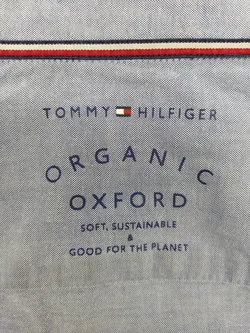 TOMMY HILFIGER
ORGANIC
OXFORD
SOFT, SUSTAINABLE
&
GOOD FOR THE PLANET